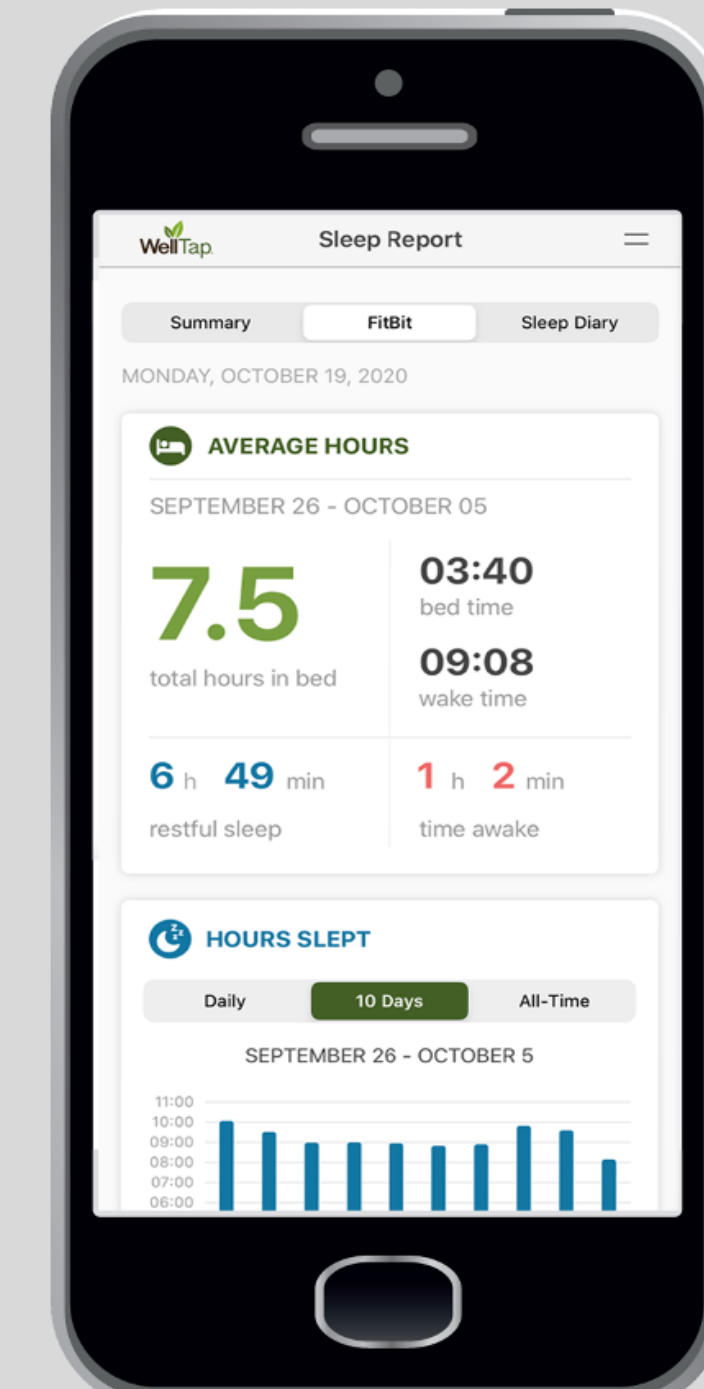 WellTap.
Sleep Report
Summary FitBit Sleep Diary
MONDAY, OCTOBER 19, 2020
AVERAGE HOURS
SEPTEMBER 26 - OCTOBER 05
7.5
total hours in bed
03:40
bed time
09:08
wake time
6 h 49 min
restful sleep
1 h 2 min
time awake
HOURS SLEPT
Daily 10 Days All-Time
SEPTEMBER 26 - OCTOBER 5
11:00
10:00
09:00
08:00
07:00
06:00